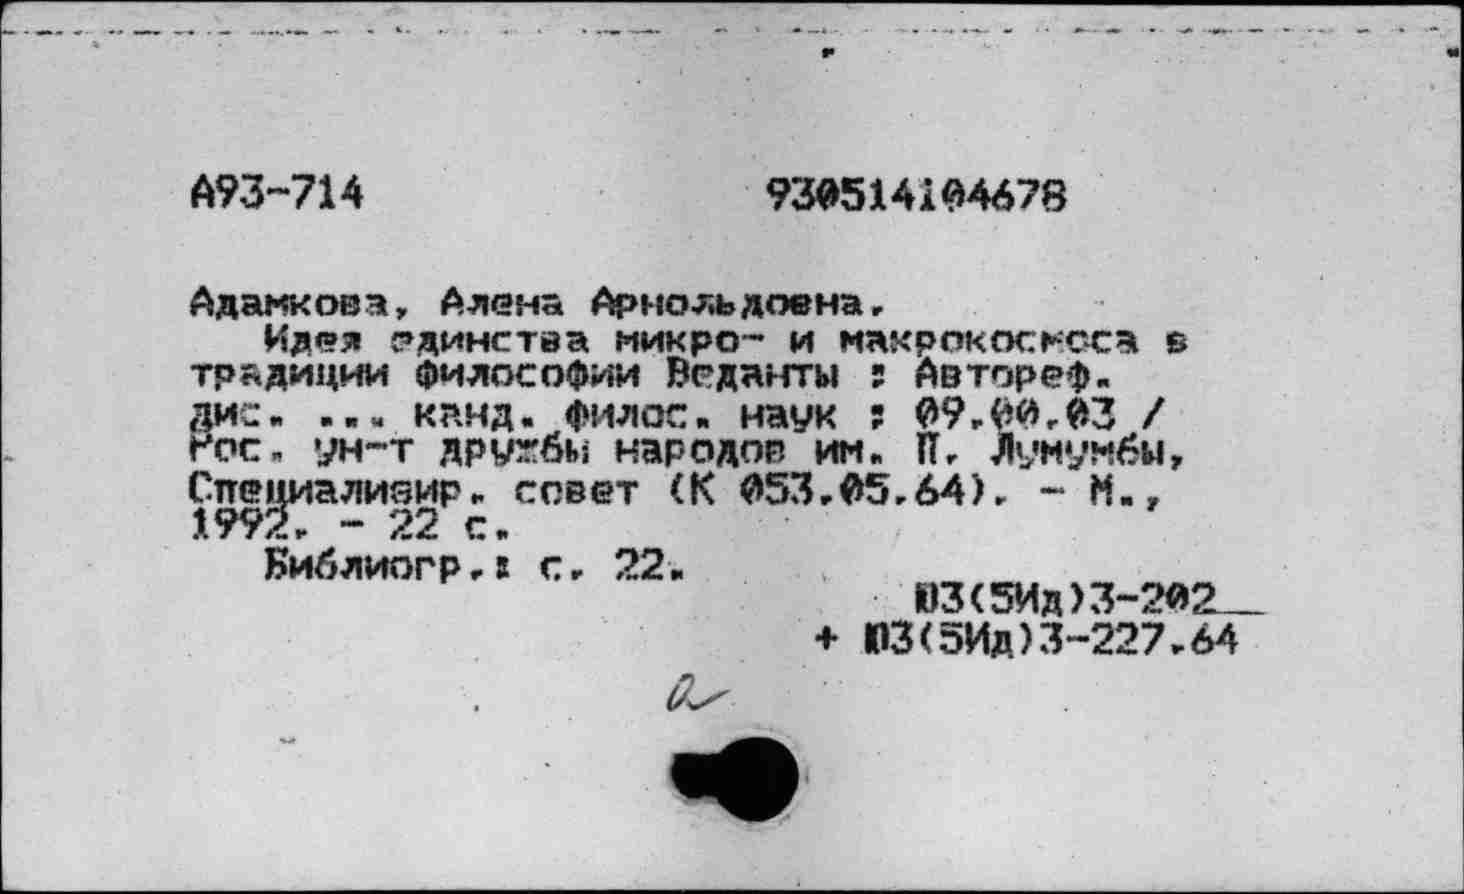 А93-714 930514104678
Адамкова, Алена Арнольдовна.
Идея единства микро- и макрокосмоса в
традиции философии Веданты : Автореф.
дис. ... канд. филос. наук : 09.00.03 /
Рос. ун-т дружбы народов им. П. Лумумбы,
Специализир. совет (К 053.05.64). - М.,
1992. - 22 с.
Библиогр.: с. 22.
Ю3(5Ид)3-202
+ Ю3(5Ид)3-227.64